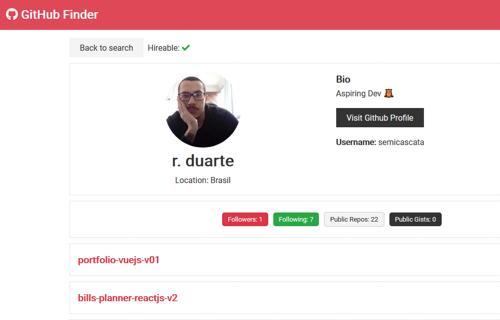 GitHub Finder
Back to search Hireable:
r. duarte
Location: Brasil
Bio
Aspiring Dev
Visit Github Profile
Username: semicascata
Followers: 1 Following: 7 Public Repos: 22 Public Gists: 0
portfolio-vuejs-v01
bills-planner-reactjs-v2